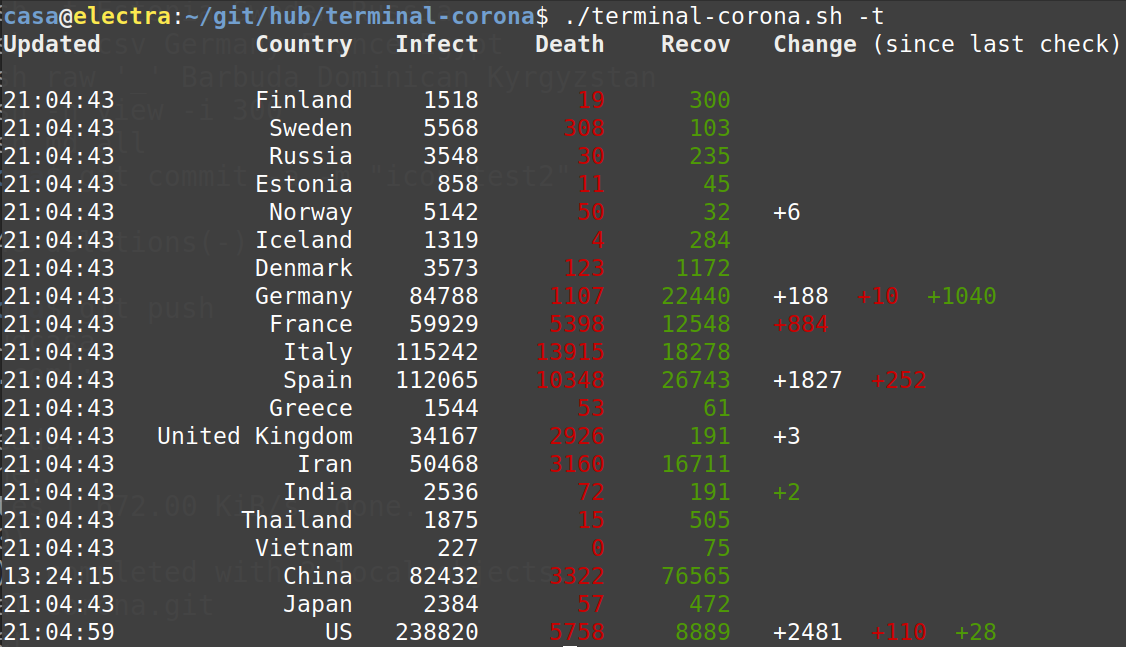 casa@electra:~/git/hub/terminal-corona$ ./terminal-corona.sh -t
Updated Country Infect Death Recov Change (since last check)
21:04:43 Finland 1518 19 300
21:04:43 Sweden 5568 308 103
21:04:43 Russia 3548 30 235
21:04:43 Estonia 858 11 45
21:04:43 Norway 5142 50 32 +6
21:04:43 Iceland 1319 4 284
21:04:43 Denmark 3573 123 1172
21:04:43 Germany 84788 1107 22440 +188 +10 +1040
21:04:43 France 59929 5398 12548 +884
21:04:43 Italy 115242 13915 18278
21:04:43 Spain 112065 10348 26743 +1827 +252
21:04:43 Greece 1544 53 61
21:04:43 United Kingdom 34167 2926 191 +3
21:04:43 Iran 50468 3160 16711
21:04:43 India 2536 72 191 +2
21:04:43 Thailand 1875 15 505
21:04:43 Vietnam 227 0 75
13:24:15 China 82432 3322 76565
21:04:43 Japan 2384 57 472
21:04:59 US 238820 5758 8889 +2481 +110 +28